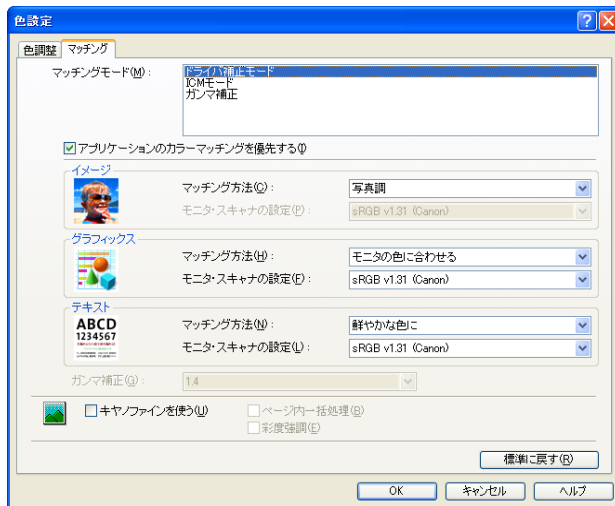 色設定
色調整 マッチング
マッチングモード(M):
ドライバ補正モード
ICMモード
ガンマ補正
アプリケーションのカラーマッチングを優先する(I)
イメージ
マッチング方法(C): 写真調
モニタ・スキャナの設定(P): sRGB v1.31 (Canon)
グラフィックス
マッチング方法(H): モニタの色に合わせる
モニタ・スキャナの設定(F): sRGB v1.31 (Canon)
テキスト
ABCD
1234567
マッチング方法(N): 鮮やかな色に
モニタ・スキャナの設定(L): sRGB v1.31 (Canon)
ガンマ補正(G): 1.4
キヤノファインを使う(U) ページ内一括処理(B)
彩度強調(E)
標準に戻す(R)
OK キャンセル ヘルプ